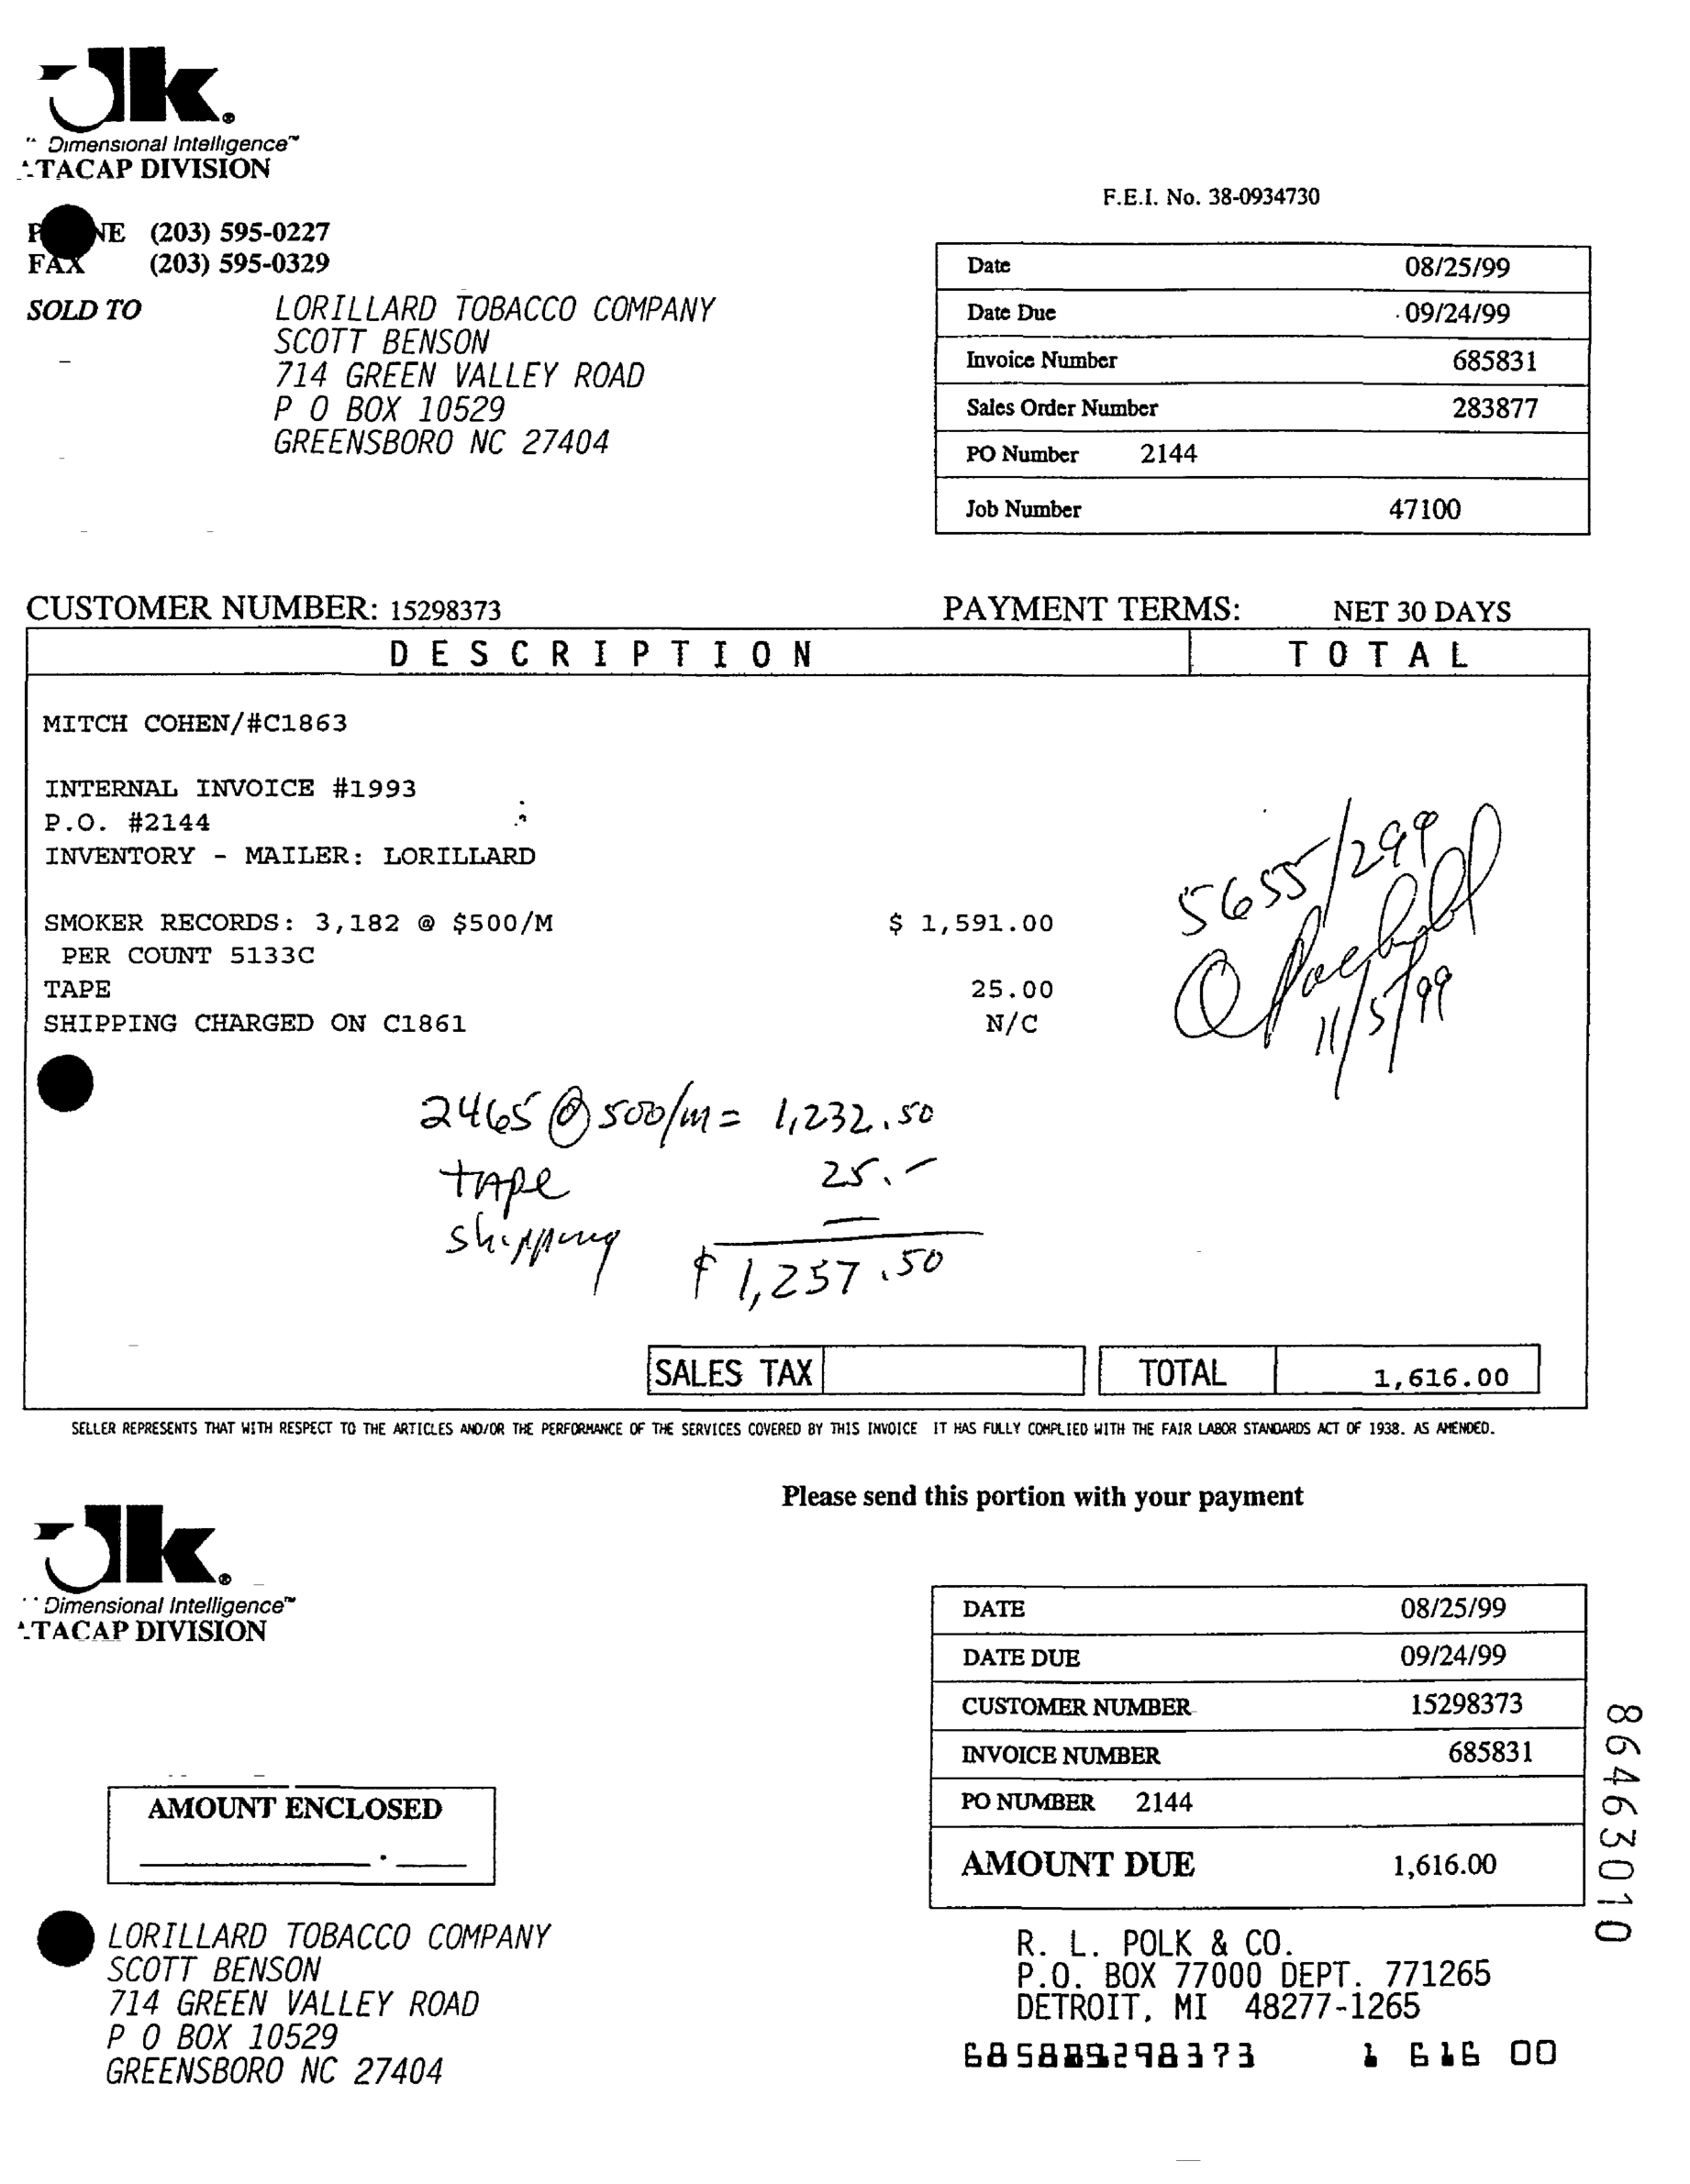 Dimensional Intelligence™
TACAP DIVISION
F.E.I. No. 38-0934730
(203) 595-0227
FAX (203) 595-0329
SOLD TO
LORILLARD TOBACCO COMPANY
SCOTT BENSON
714 GREEN VALLEY ROAD
P O BOX 10529
GREENSBORO NC 27404
Date 08/25/99
Date Due 09/24/99
Invoice Number 685831
Sales Order Number 283877
PO Number 2144
Job Number 47100
CUSTOMER NUMBER: 15298373 PAYMENT TERMS: NET 30 DAYS
DESCRIPTION TOTAL
MITCH COHEN/#C1863
INTERNAL INVOICE #1993
P.O. #2144
INVENTORY - MAILER: LORILLARD
SMOKER RECORDS: 3,182 @ $500/M $ 1,591.00
PER COUNT 5133C
TAPE 25.00
SHIPPING CHARGED ON C1861 N/C
5655/299
11/5/99
2465 @ 500/m = 1,232.50
tape 25.-
shipping —
$1,257.50
SALES TAX TOTAL 1,616.00
SELLER REPRESENTS THAT WITH RESPECT TO THE ARTICLES AND/OR THE PERFORMANCE OF THE SERVICES COVERED BY THIS INVOICE IT HAS FULLY COMPLIED WITH THE FAIR LABOR STANDARDS ACT OF 1938. AS AMENDED.
Please send this portion with your payment
Dimensional Intelligence™
TACAP DIVISION
DATE 08/25/99
DATE DUE 09/24/99
CUSTOMER NUMBER 15298373
INVOICE NUMBER 685831
PO NUMBER 2144
AMOUNT DUE 1,616.00
AMOUNT ENCLOSED
86463010
LORILLARD TOBACCO COMPANY
SCOTT BENSON
714 GREEN VALLEY ROAD
P O BOX 10529
GREENSBORO NC 27404
R. L. POLK & CO.
P.O. BOX 77000 DEPT. 771265
DETROIT, MI 48277-1265
1 616 00